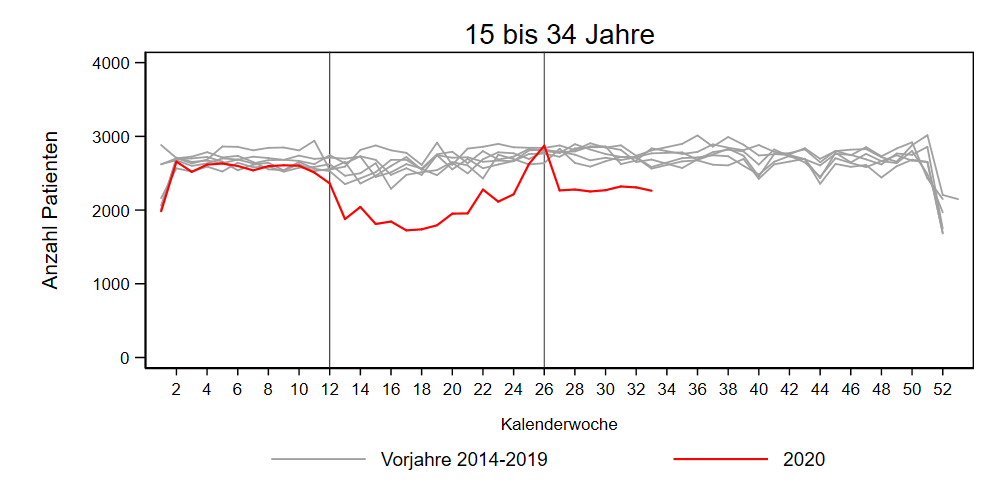 15 bis 34 Jahre
Anzahl Patienten
4000
3000
2000
1000
0
2 4 6 8 10 12 14 16 18 20 22 24 26 28 30 32 34 36 38 40 42 44 46 48 50 52
Kalenderwoche
Vorjahre 2014-2019 2020